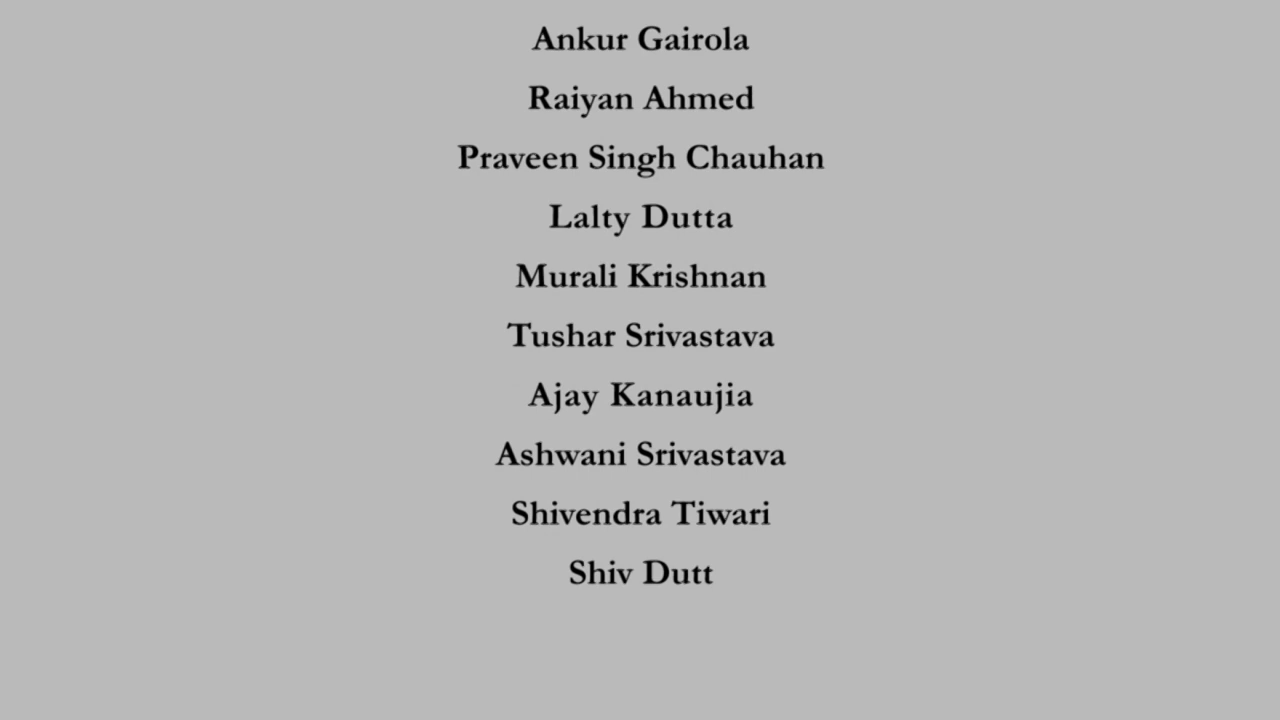 Ankur Gairola
Raiyan Ahmed
Praveen Singh Chauhan
Lalty Dutta
Murali Krishnan
Tushar Srivastava
Ajay Kanaujia
Ashwani Srivastava
Shivendra Tiwari
Shiv Dutt